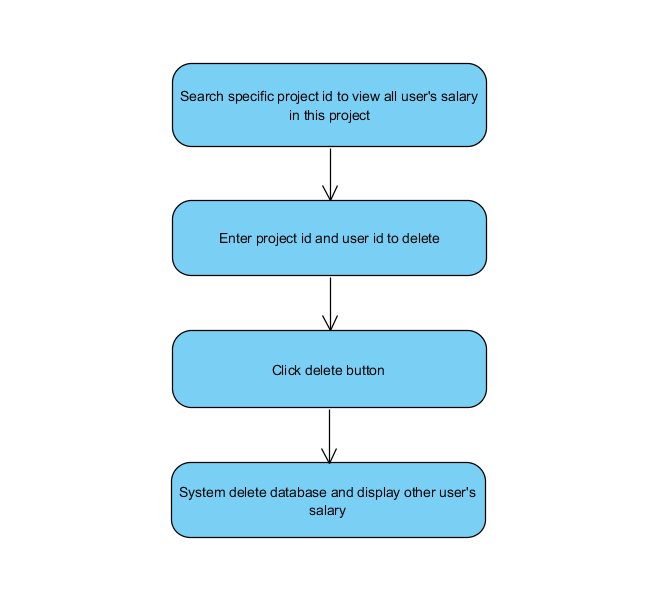 Search specific project id to view all user's salary
in this project
Enter project id and user id to delete
Click delete button
System delete database and display other user's
salary